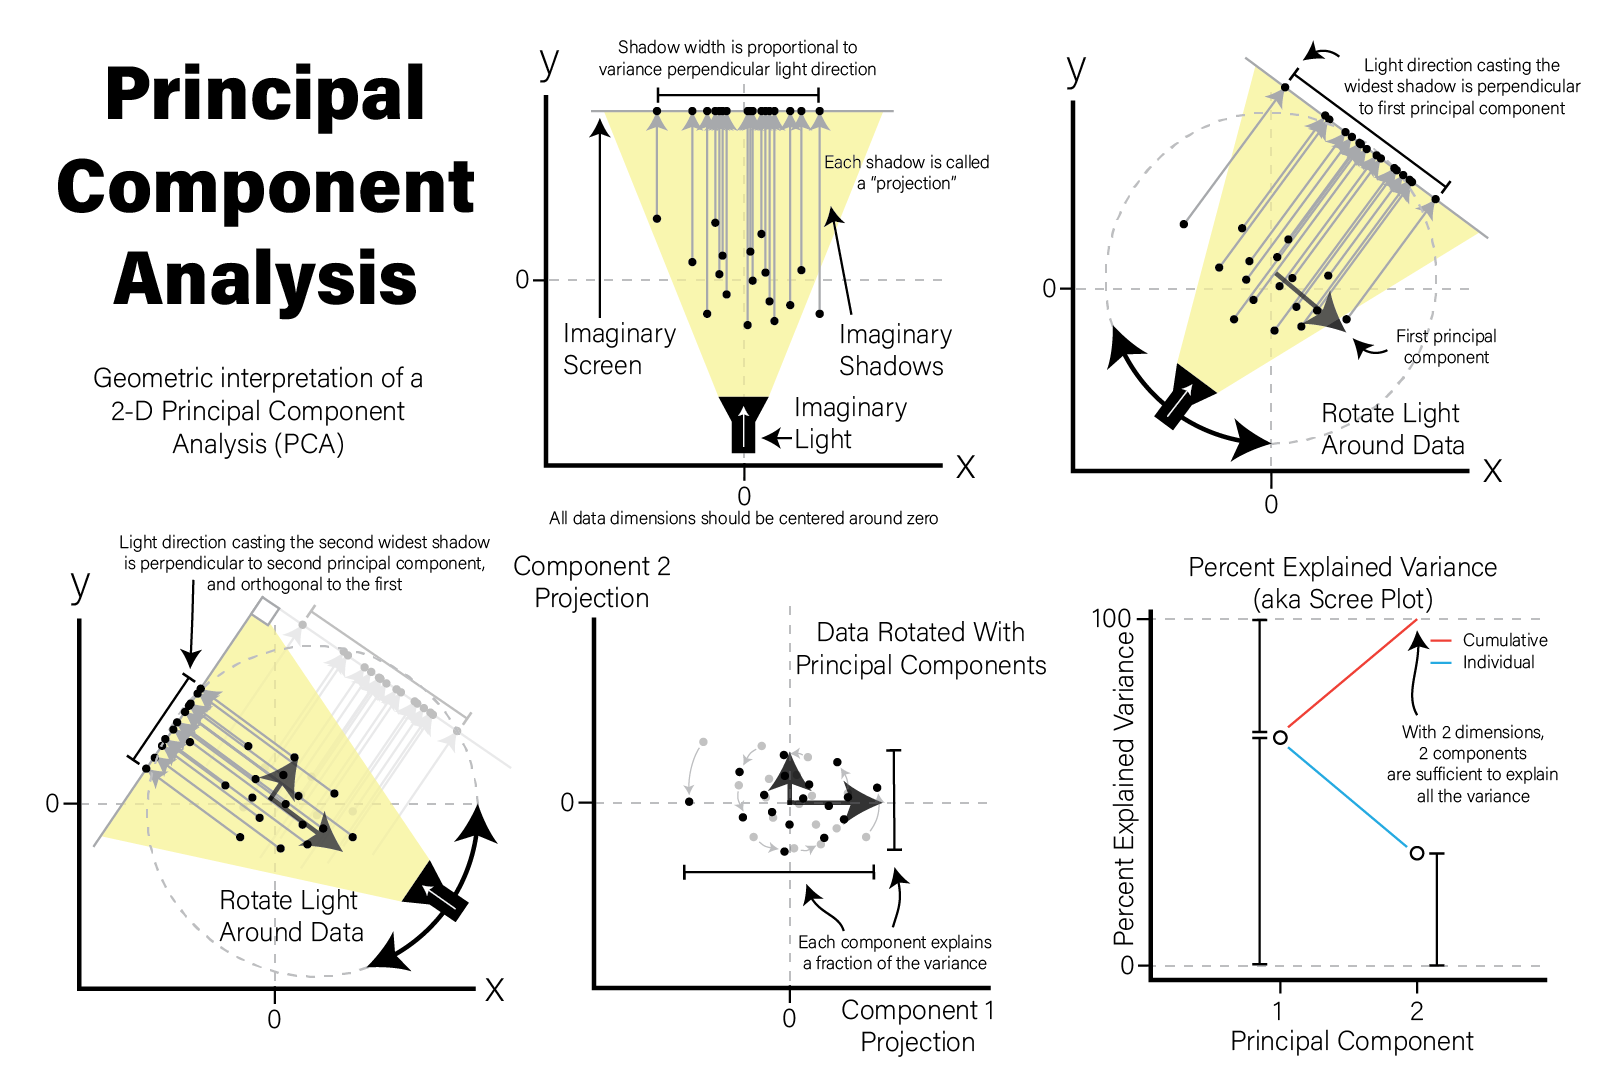 Principal
Component
Analysis
Geometric interpretation of a
2-D Principal Component
Analysis (PCA)
y
Shadow width is proportional to
variance perpendicular light direction
Each shadow is called
a “projection”
0
Imaginary
Screen
Imaginary
Shadows
Imaginary
Light
X
0
All data dimensions should be centered around zero
y
Light direction casting the
widest shadow is perpendicular
to first principal component
0
First principal
component
Rotate Light
Around Data
X
0
Light direction casting the second widest shadow
is perpendicular to second principal component,
and orthogonal to the first
y
0
Rotate Light
Around Data
X
0
Component 2
Projection
Data Rotated With
Principal Components
0
Each component explains
a fraction of the variance
0
Component 1
Projection
Percent Explained Variance
(aka Scree Plot)
100
Cumulative
Individual
Percent Explained Variance
With 2 dimensions,
2 components
are sufficient to explain
all the variance
0
1
2
Principal Component